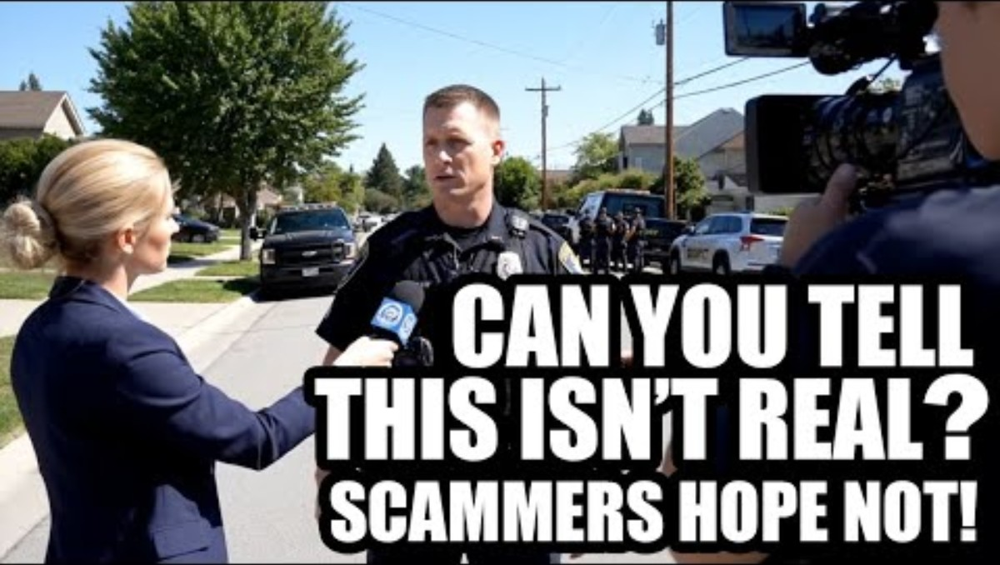 CAN YOU TELL
THIS ISN'T REAL?
SCAMMERS HOPE NOT!